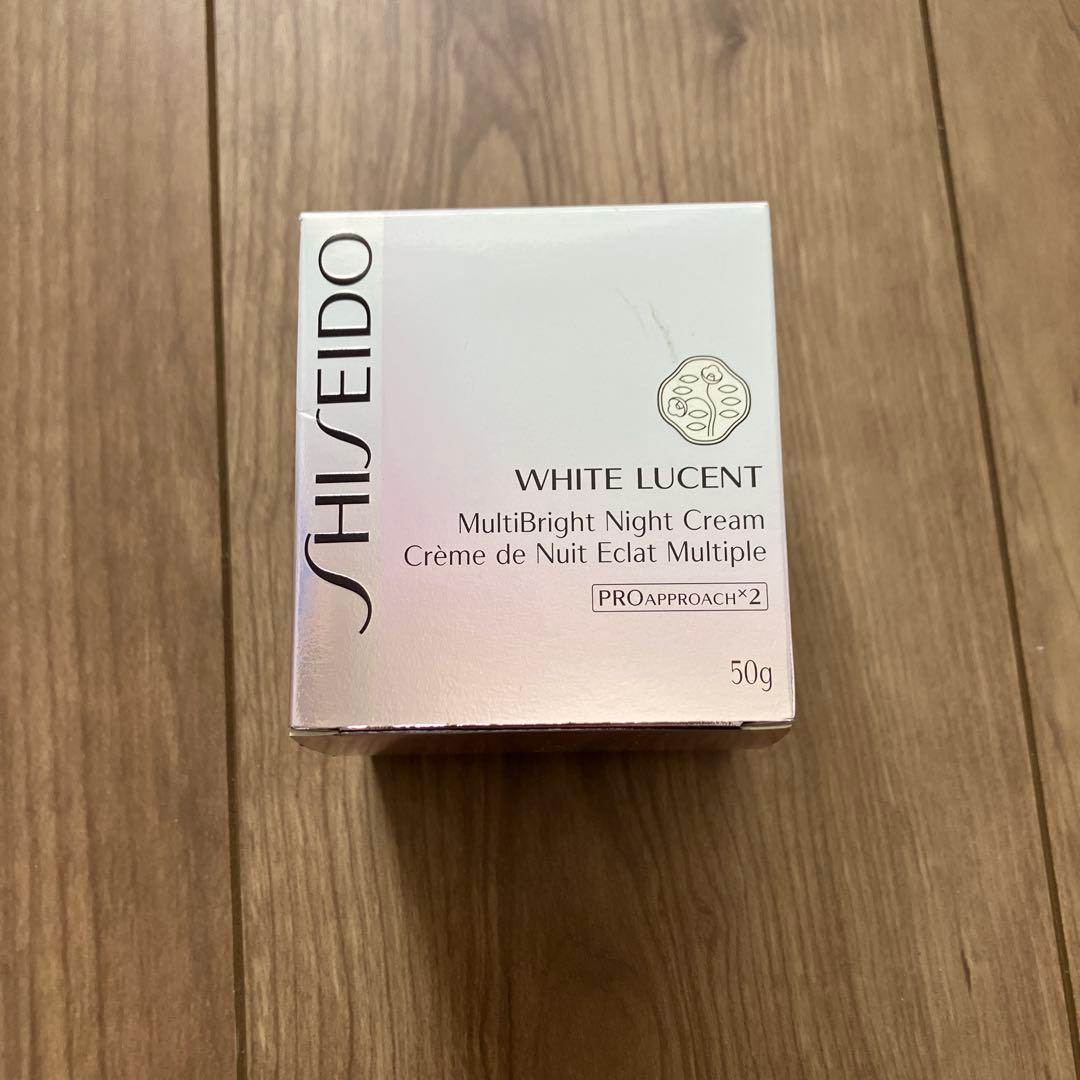 SHISEIDO
WHITE LUCENT
MultiBright Night Cream
Crème de Nuit Eclat Multiple
PROAPPROACH×2
50g